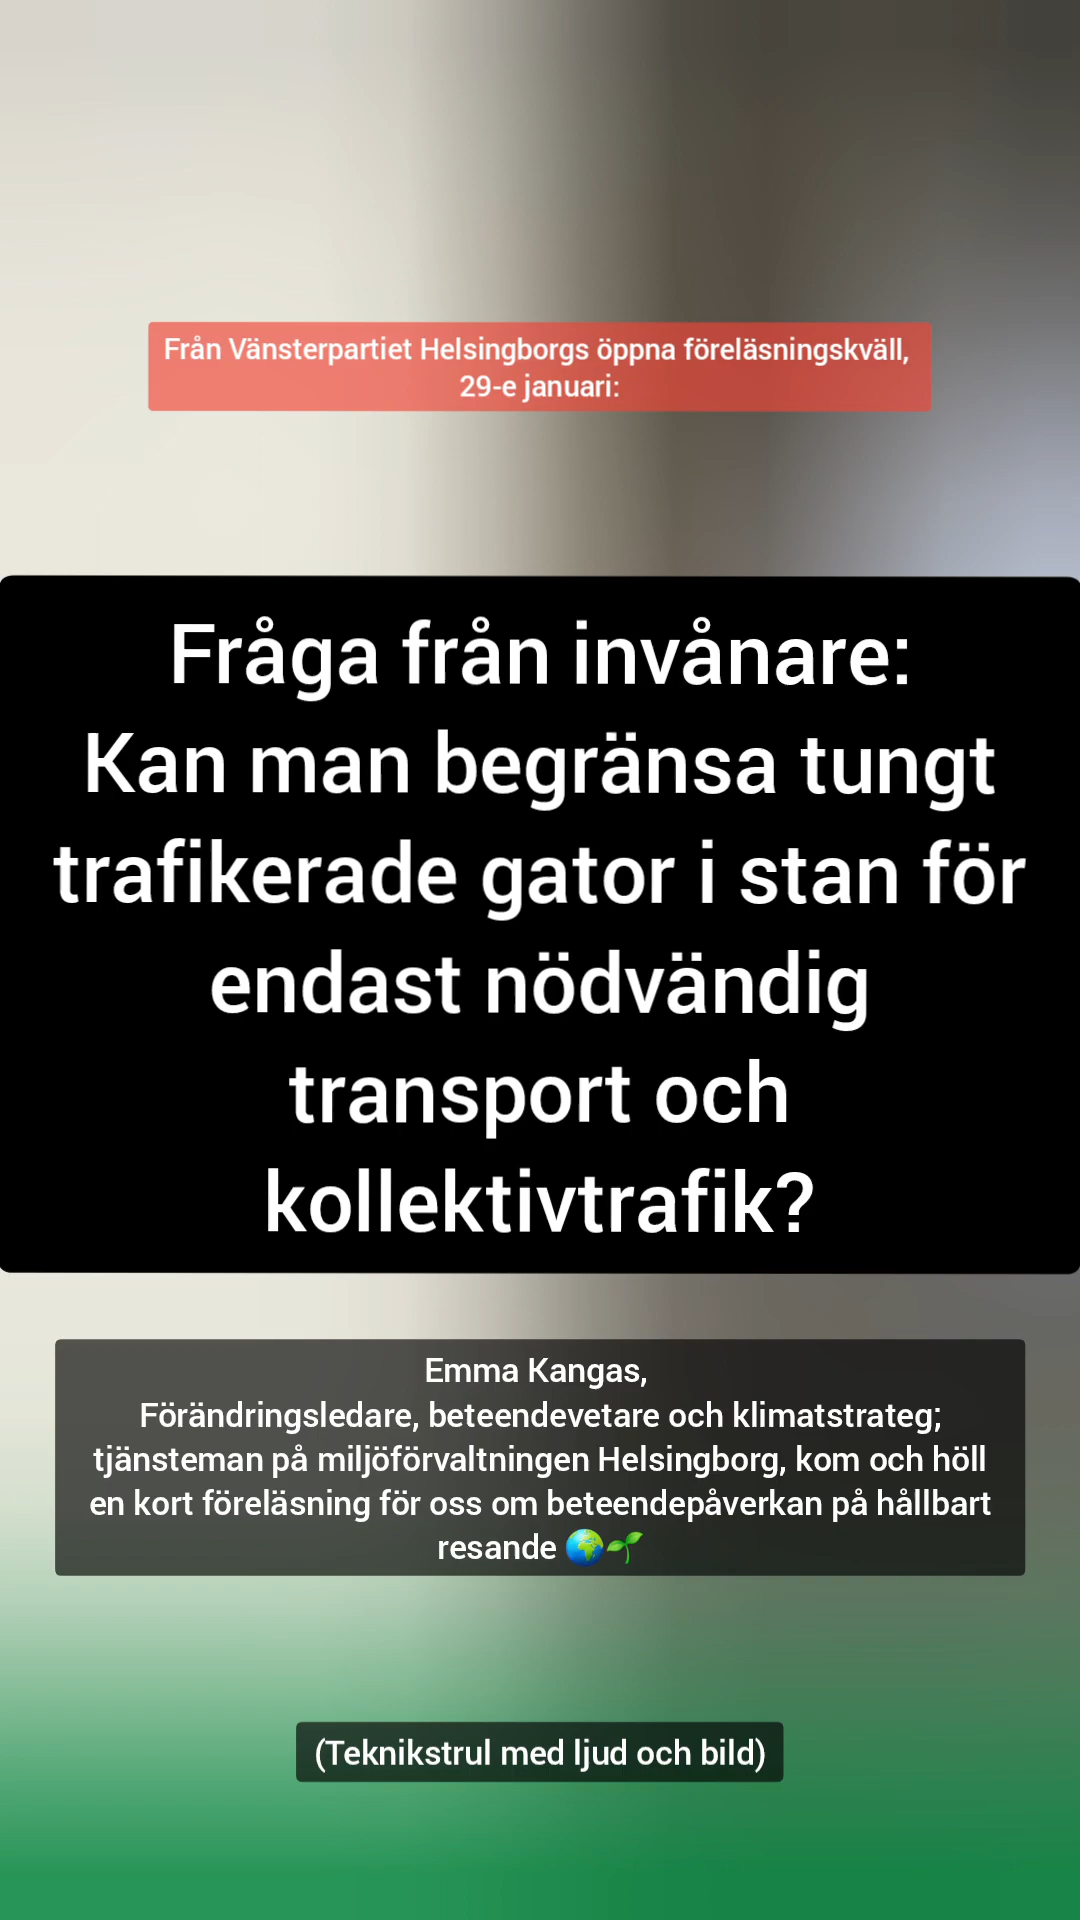 Från Vänsterpartiet Helsingborgs öppna föreläsningskväll,
29-e januari:
Fråga från invånare:
Kan man begränsa tungt
trafikerade gator i stan för
endast nödvändig
transport och
kollektivtrafik?
Emma Kangas,
Förändringsledare, beteendevetare och klimatstrateg;
tjänsteman på miljöförvaltningen Helsingborg, kom och höll
en kort föreläsning för oss om beteendepåverkan på hållbart
resande 🌍🌱
(Teknikstrul med ljud och bild)